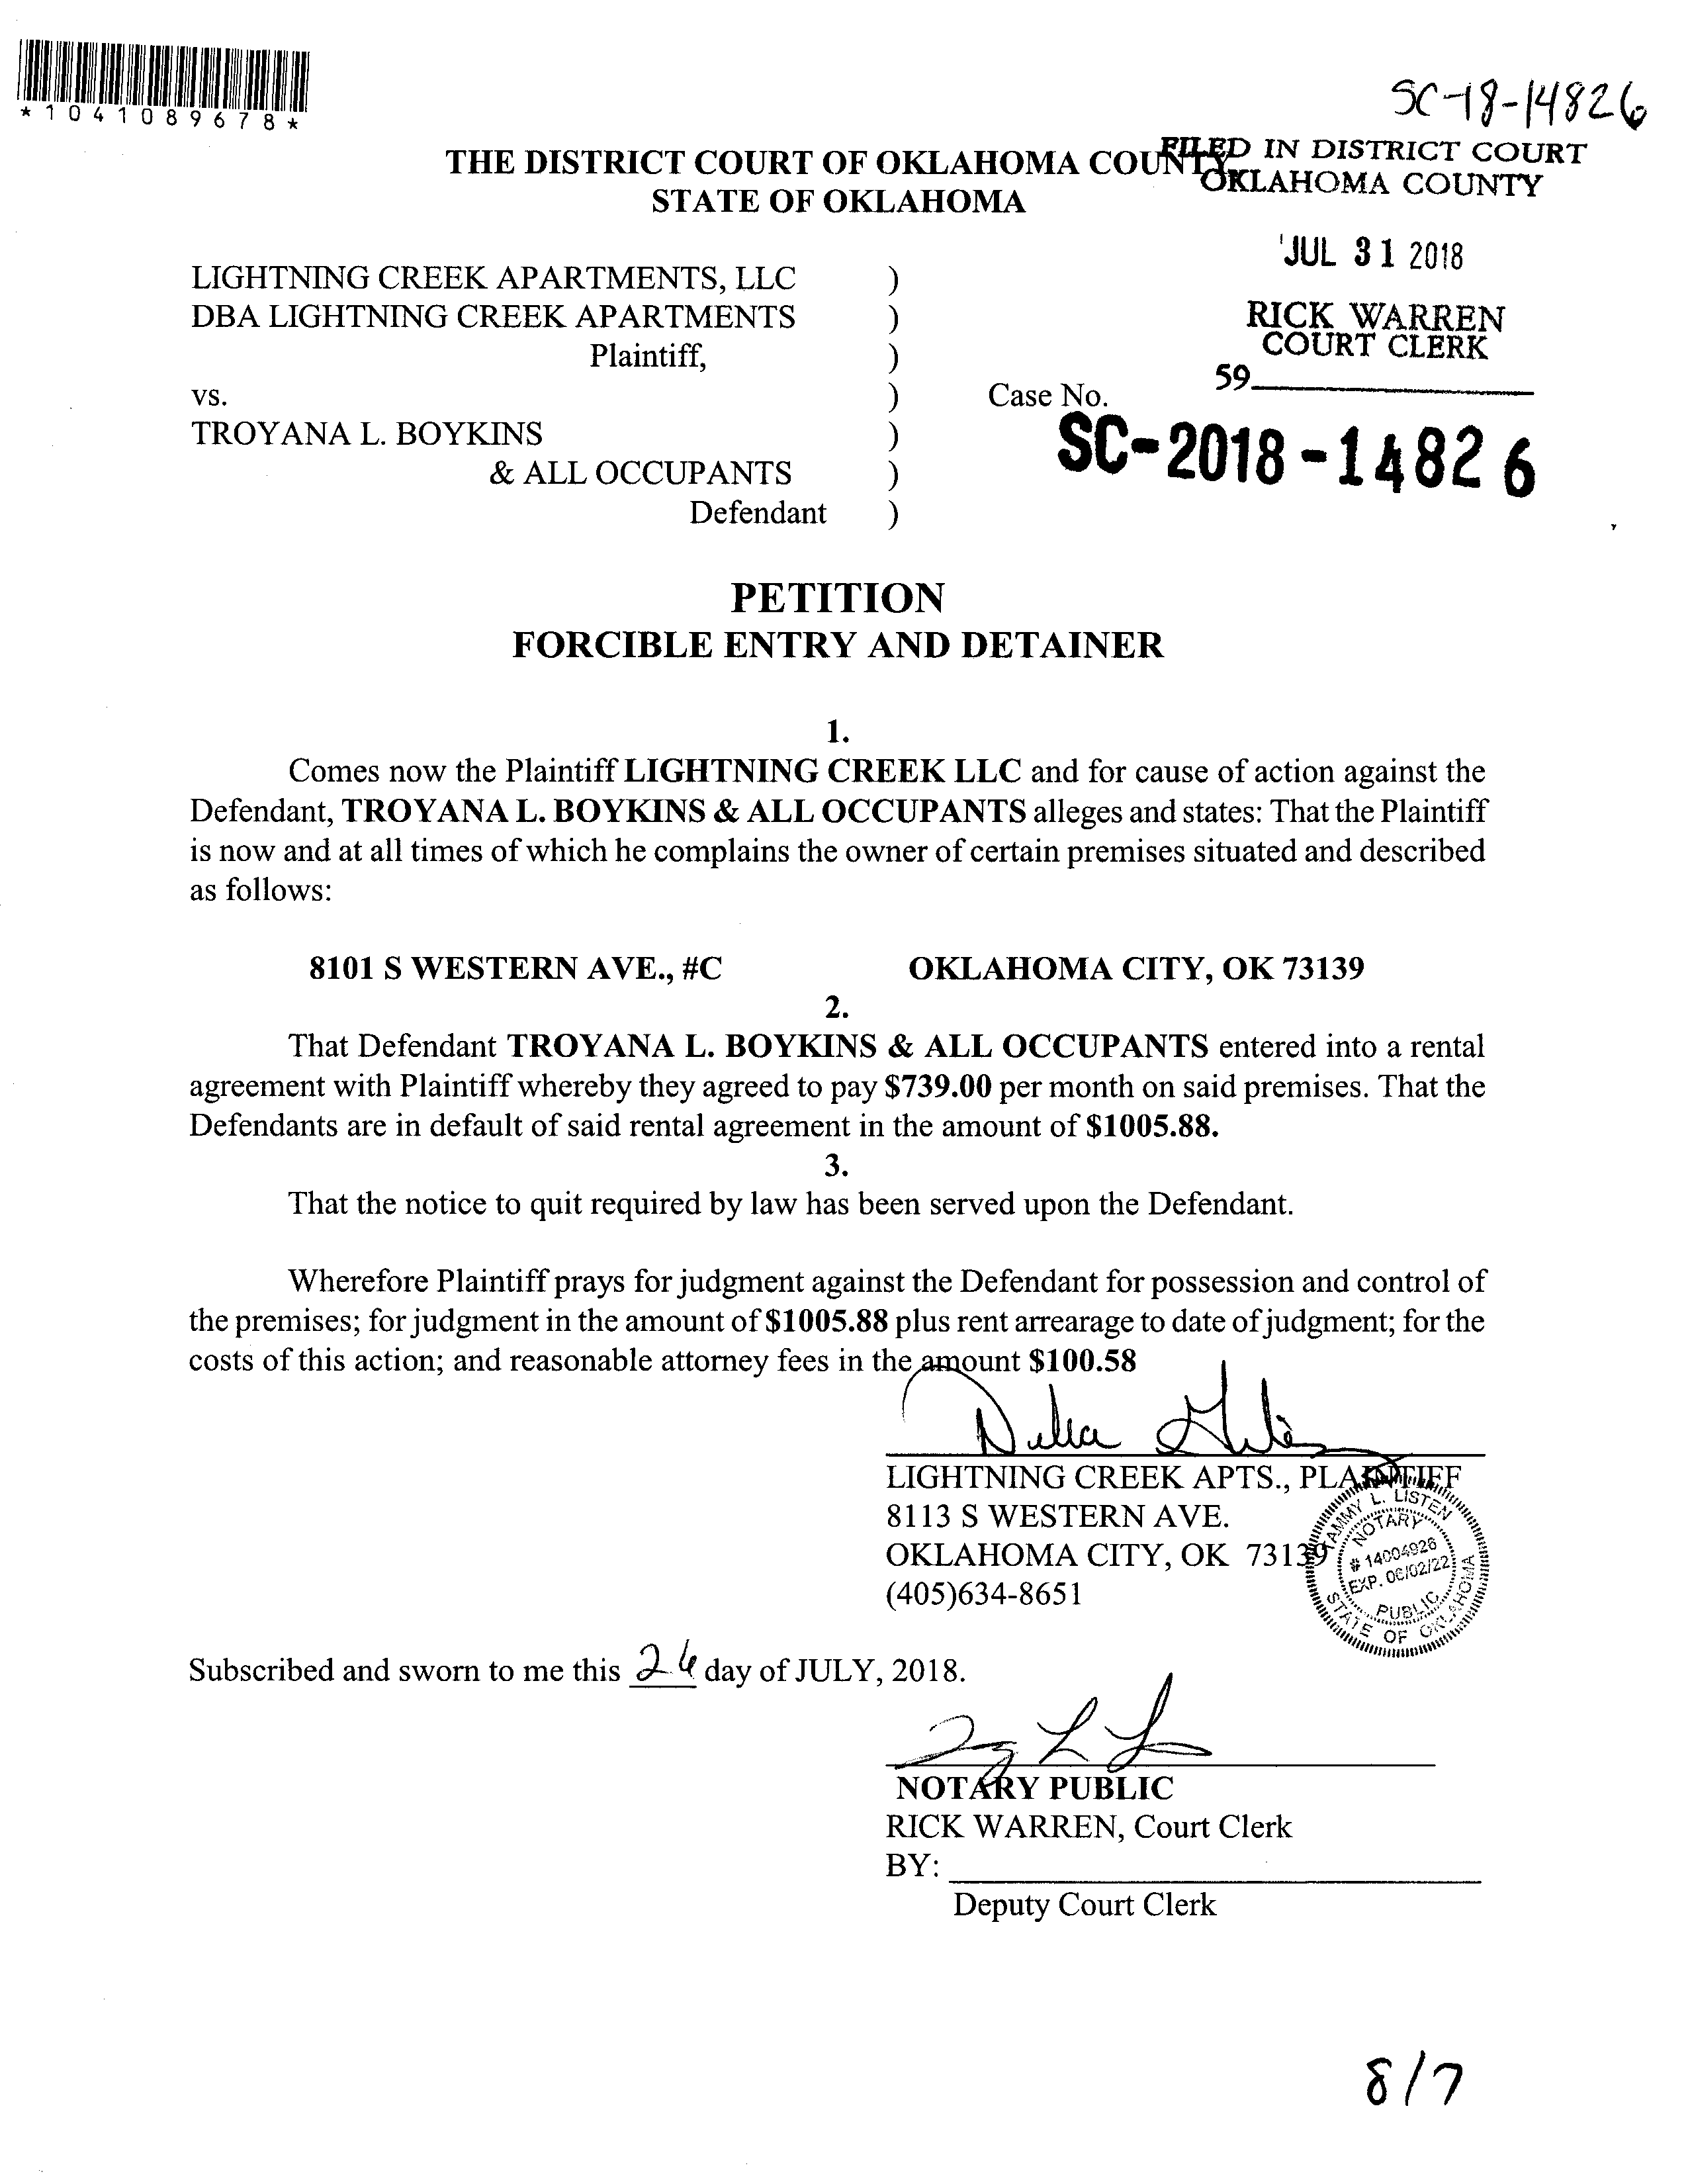 *1041089678*
SC-18-14826
THE DISTRICT COURT OF OKLAHOMA COUNTY
STATE OF OKLAHOMA
FILED IN DISTRICT COURT
OKLAHOMA COUNTY
JUL 31 2018
RICK WARREN
COURT CLERK
59
LIGHTNING CREEK APARTMENTS, LLC )
DBA LIGHTNING CREEK APARTMENTS )
Plaintiff, )
vs. ) Case No.
TROYANA L. BOYKINS )
& ALL OCCUPANTS )
Defendant )
SC-2018-14826
PETITION
FORCIBLE ENTRY AND DETAINER
1.
Comes now the Plaintiff LIGHTNING CREEK LLC and for cause of action against the
Defendant, TROYANA L. BOYKINS & ALL OCCUPANTS alleges and states: That the Plaintiff
is now and at all times of which he complains the owner of certain premises situated and described
as follows:
8101 S WESTERN AVE., #C OKLAHOMA CITY, OK 73139
2.
That Defendant TROYANA L. BOYKINS & ALL OCCUPANTS entered into a rental
agreement with Plaintiff whereby they agreed to pay $739.00 per month on said premises. That the
Defendants are in default of said rental agreement in the amount of $1005.88.
3.
That the notice to quit required by law has been served upon the Defendant.
Wherefore Plaintiff prays for judgment against the Defendant for possession and control of
the premises; for judgment in the amount of $1005.88 plus rent arrearage to date of judgment; for the
costs of this action; and reasonable attorney fees in the amount $100.58
LIGHTNING CREEK APTS., PLAINTIFF
8113 S WESTERN AVE.
OKLAHOMA CITY, OK 73139
(405)634-8651
TAMMY L. LISTEN
NOTARY
# 14004926
EXP. 06/02/22
PUBLIC
STATE OF OKLAHOMA
Subscribed and sworn to me this day of JULY, 2018.
NOTARY PUBLIC
RICK WARREN, Court Clerk
BY:
Deputy Court Clerk
8/7